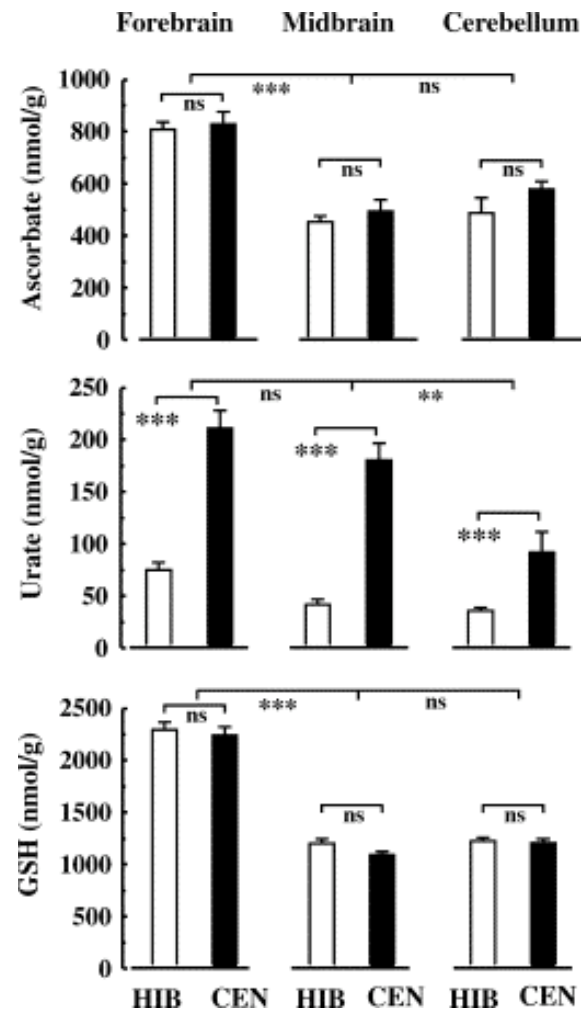 Forebrain Midbrain Cerebellum
Ascorbate (nmol/g)
1000
800
600
400
200
0
*** ns
ns ns ns
Urate (nmol/g)
250
200
150
100
50
0
ns **
*** *** ***
GSH (nmol/g)
2500
2000
1500
1000
500
0
*** ns
ns ns ns
HIB CEN HIB CEN HIB CEN